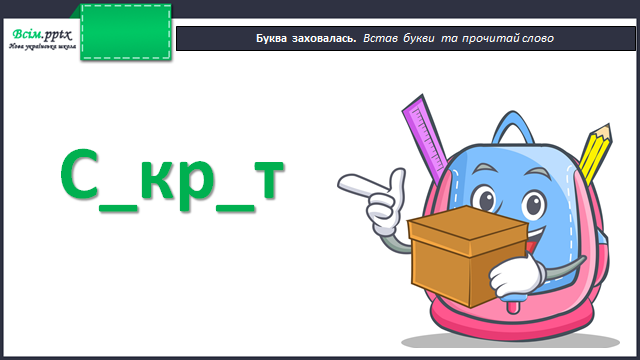 Всім.pptx
Нова українська школа
Буква заховалась. Встав букви та прочитай слово
С_кр_т